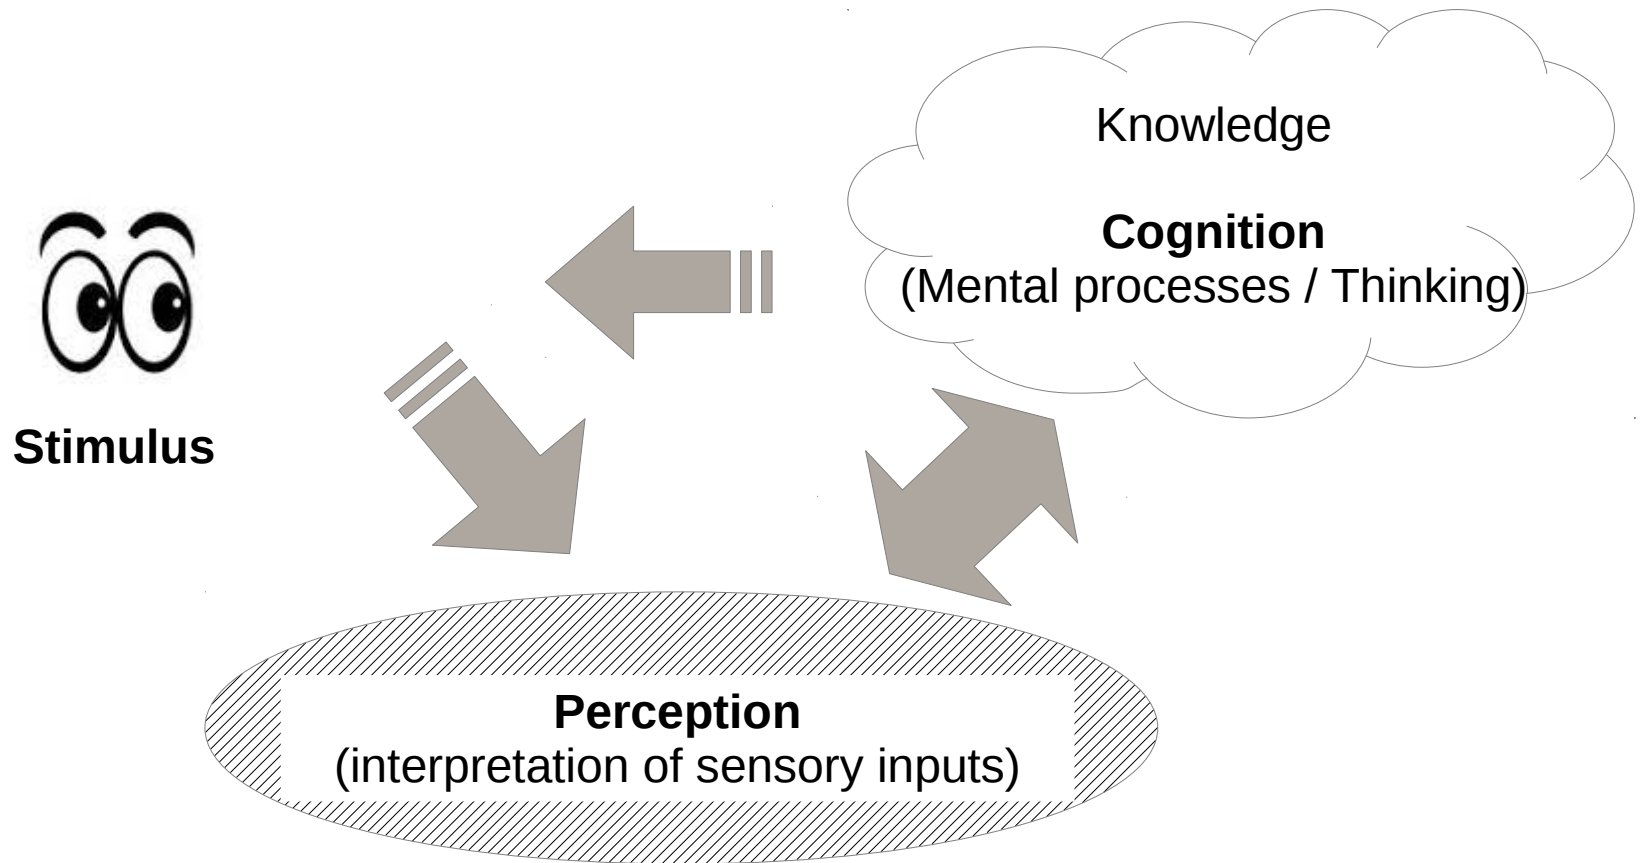 Knowledge
Cognition
(Mental processes / Thinking)
Stimulus
Perception
(interpretation of sensory inputs)